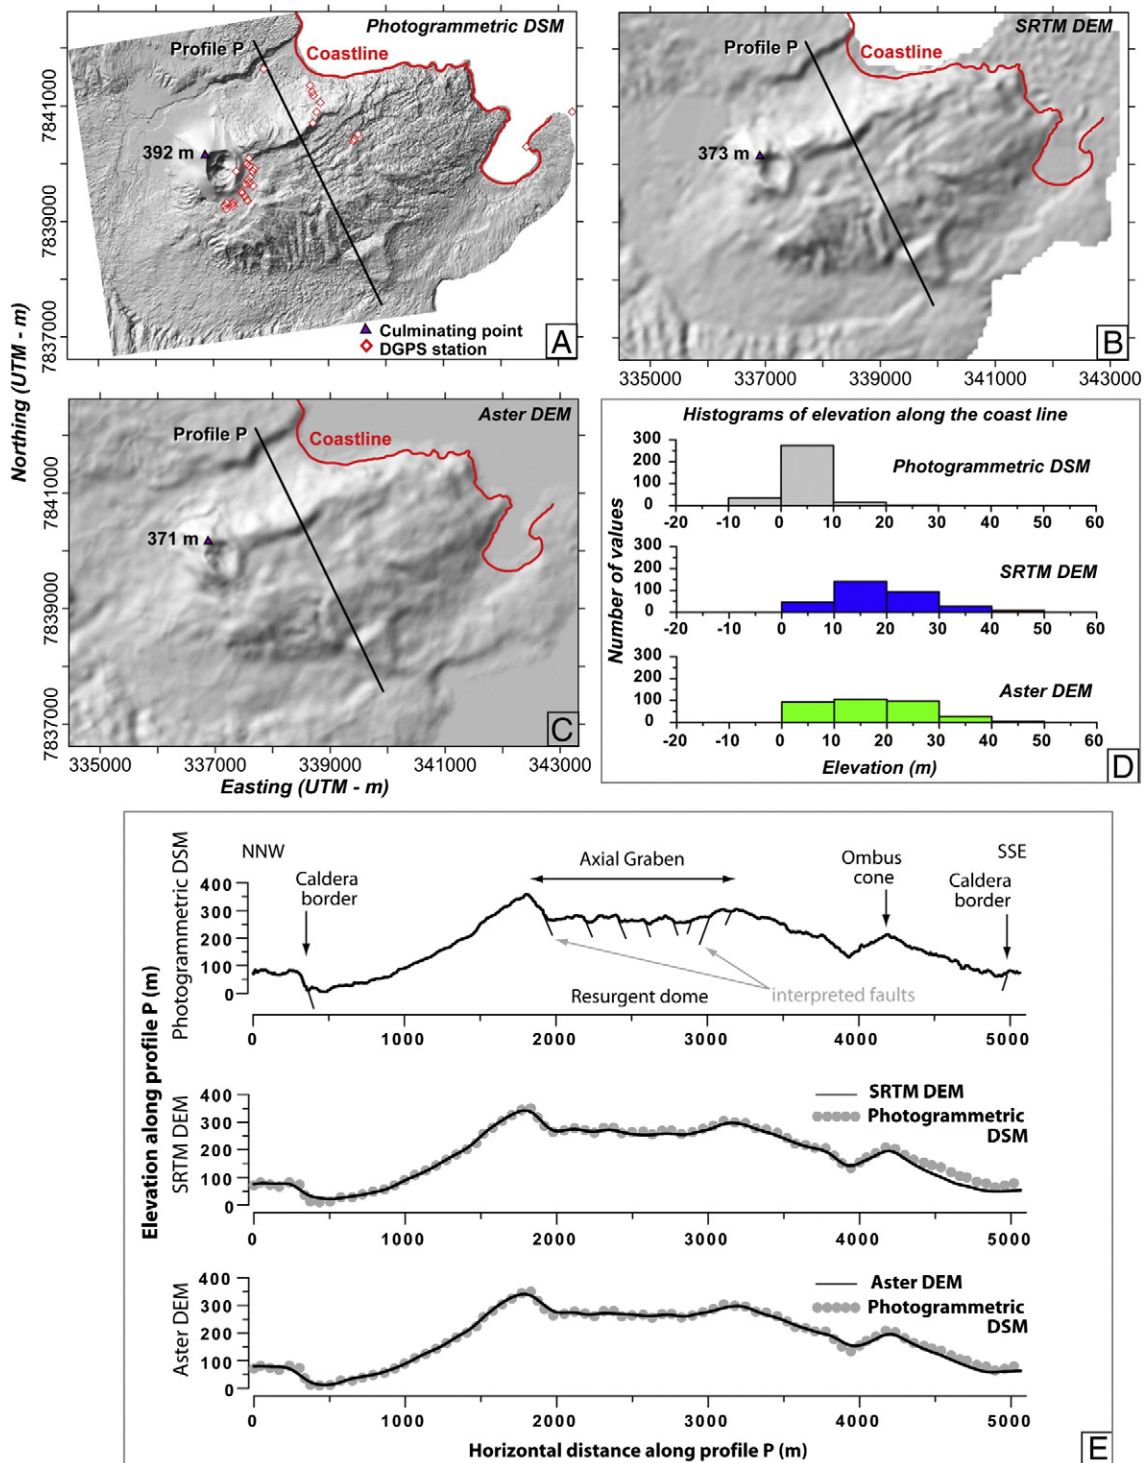 Photogrammetric DSM
Profile P
Coastline
392 m
Culminating point
DGPS station
A
7841000
7839000
7837000
SRTM DEM
Profile P
Coastline
373 m
B
335000 337000 339000 341000 343000
Northing (UTM - m)
Aster DEM
Profile P
Coastline
371 m
C
7841000
7839000
7837000
335000 337000 339000 341000 343000
Easting (UTM - m)
Histograms of elevation along the coast line
Number of values
Photogrammetric DSM
300
200
100
0
-20 -10 0 10 20 30 40 50 60
SRTM DEM
300
200
100
0
-20 -10 0 10 20 30 40 50 60
Aster DEM
300
200
100
0
-20 -10 0 10 20 30 40 50 60
Elevation (m)
D
Elevation along profile P (m)
Photogrammetric DSM
NNW
Caldera
border
Axial Graben
Ombus
cone
SSE
Caldera
border
400
300
200
100
0
Resurgent dome
interpreted faults
0 1000 2000 3000 4000 5000
SRTM DEM
400
300
200
100
0
SRTM DEM
Photogrammetric
DSM
0 1000 2000 3000 4000 5000
Aster DEM
400
300
200
100
0
Aster DEM
Photogrammetric
DSM
0 1000 2000 3000 4000 5000
Horizontal distance along profile P (m)
E